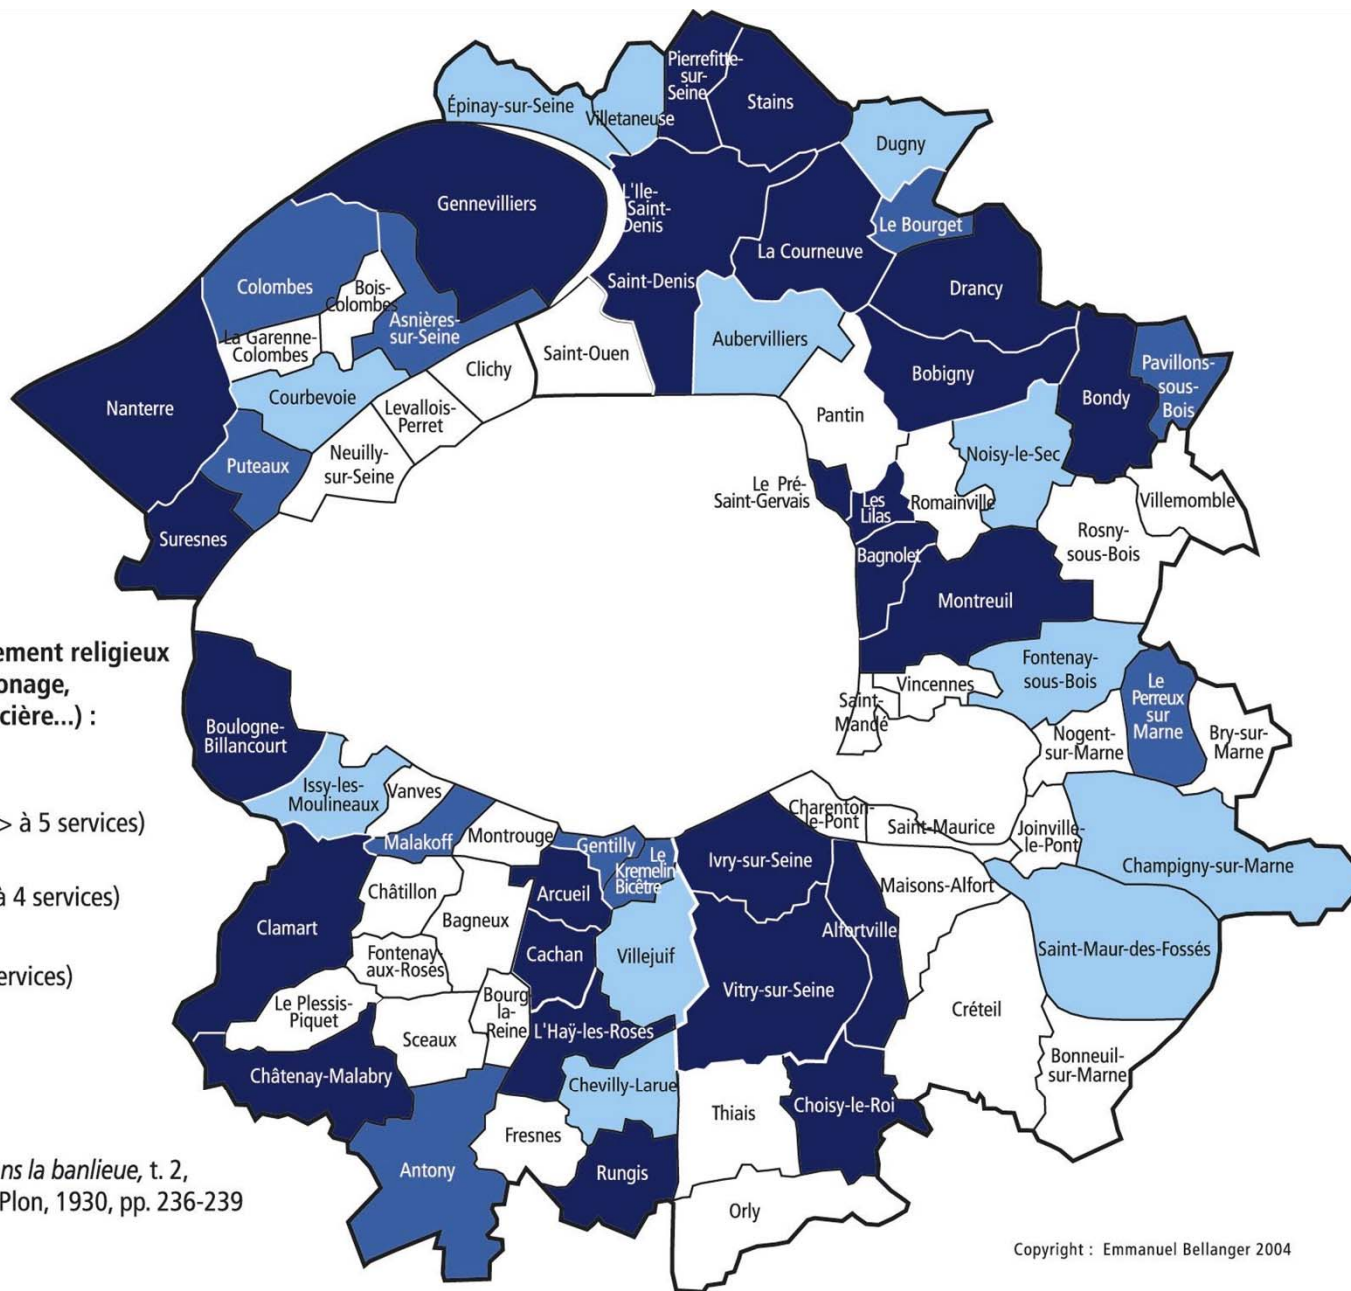 Pierrefitte-
sur-
Seine
Stains
Épinay-sur-Seine
Villetaneuse
Dugny
Gennevilliers
L'Ile-
Saint-
Denis
Le Bourget
La Courneuve
Saint-Denis
Drancy
Colombes
Bois-
Colombes
Asnières-
sur-Seine
La Garenne-
Colombes
Aubervilliers
Saint-Ouen
Clichy
Bobigny
Pavillons-
sous-
Bois
Bondy
Nanterre
Courbevoie
Levallois-
Perret
Pantin
Neuilly-
sur-Seine
Puteaux
Noisy-le-Sec
Le Pré-
Saint-Gervais
Les
Lilas
Romainville
Villemomble
Rosny-
sous-Bois
Suresnes
Bagnolet
Montreuil
ement religieux
onage,
cière...) :
Fontenay-
sous-Bois
Vincennes
Le
Perreux
sur
Marne
Saint-
Mandé
Boulogne-
Billancourt
Nogent-
sur-Marne
Bry-sur-
Marne
Issy-les-
Moulineaux
Vanves
> à 5 services)
Malakoff
Montrouge
Gentilly
Le
Kremelin
Bicêtre
Charenton-
le-Pont
Saint-Maurice
Joinville-
le-Pont
Ivry-sur-Seine
Champigny-sur-Marne
Châtillon
Arcueil
Maisons-Alfort
à 4 services)
Bagneux
Clamart
Alfortville
Fontenay-
aux-Roses
Cachan
Villejuif
Saint-Maur-des-Fossés
ervices)
Vitry-sur-Seine
Le Plessis-
Piquet
Bourg
la-
Reine
Créteil
Sceaux
L'Haÿ-les-Roses
Châtenay-Malabry
Chevilly-Larue
Bonneuil-
sur-Marne
Thiais
Choisy-le-Roi
Fresnes
Antony
Rungis
ns la banlieue, t. 2,
Plon, 1930, pp. 236-239
Orly
Copyright : Emmanuel Bellanger 2004